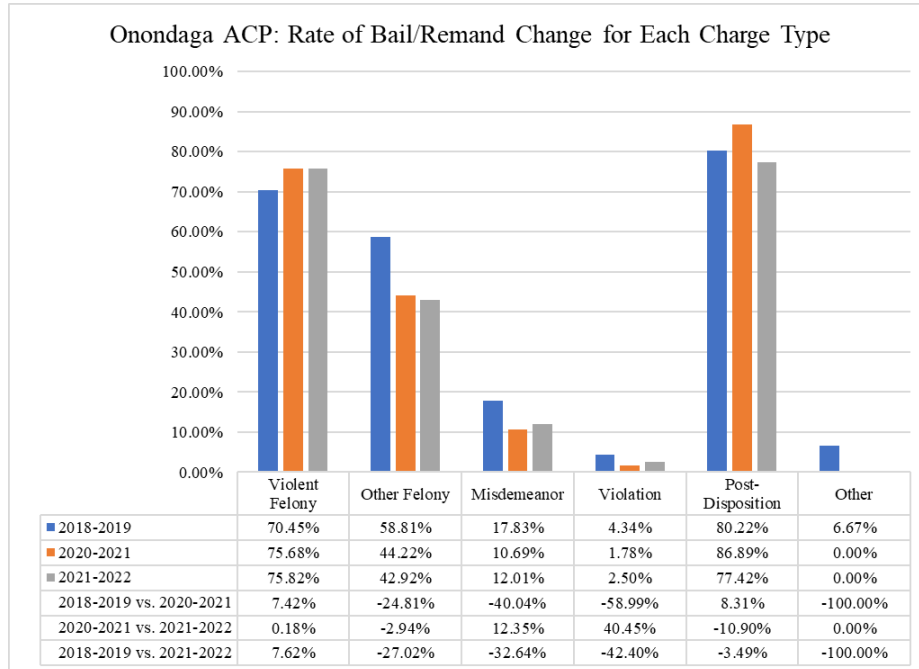 Onondaga ACP: Rate of Bail/Remand Change for Each Charge Type
100.00%
90.00%
80.00%
70.00%
60.00%
50.00%
40.00%
30.00%
20.00%
10.00%
0.00%
Violent Felony Other Felony Misdemeanor Violation Post-Disposition Other
2018-2019 70.45% 58.81% 17.83% 4.34% 80.22% 6.67%
2020-2021 75.68% 44.22% 10.69% 1.78% 86.89% 0.00%
2021-2022 75.82% 42.92% 12.01% 2.50% 77.42% 0.00%
2018-2019 vs. 2020-2021 7.42% -24.81% -40.04% -58.99% 8.31% -100.00%
2020-2021 vs. 2021-2022 0.18% -2.94% 12.35% 40.45% -10.90% 0.00%
2018-2019 vs. 2021-2022 7.62% -27.02% -32.64% -42.40% -3.49% -100.00%